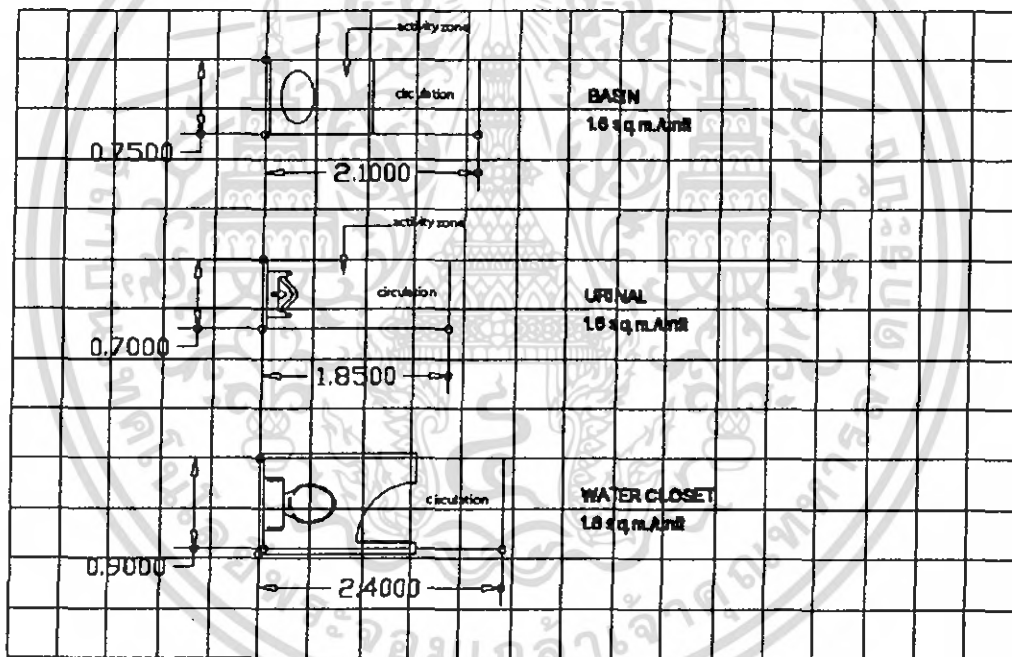 activity zone
circulation
BASIN
1.6 sq.m./unit
0.7500
2.1000
activity zone
circulation
URINAL
1.6 sq.m./unit
0.7000
1.8500
circulation
WATER CLOSET
1.8 sq.m./unit
0.9000
2.4000